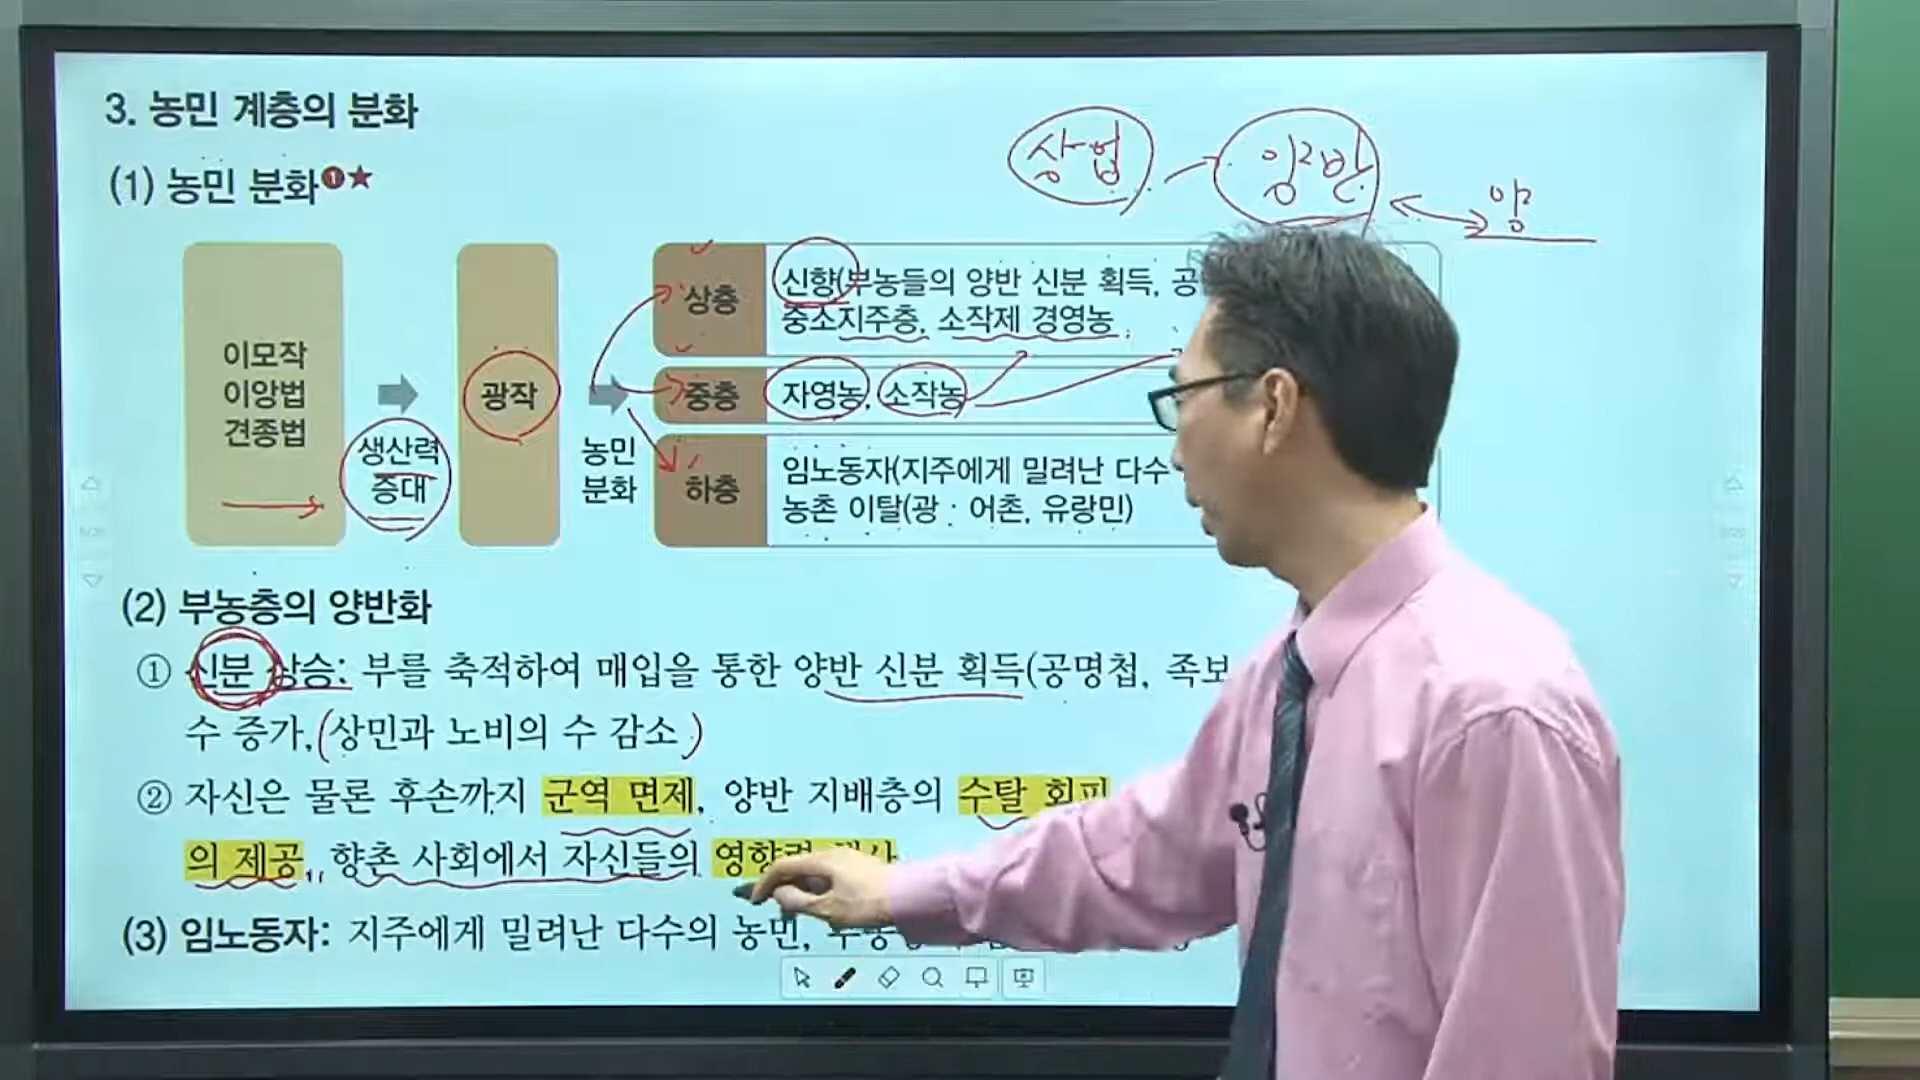 3. 농민 계층의 분화
(1) 농민 분화❶★
상업
양반
양
이모작
이앙법
견종법
생산력
증대
광작
농민
분화
상층
신향(부농들의 양반 신분 획득, 공
중소지주층, 소작제 경영농
중층
자영농, 소작농
하층
임노동자(지주에게 밀려난 다수
농촌 이탈(광·어촌, 유랑민)
(2) 부농층의 양반화
① 신분 상승: 부를 축적하여 매입을 통한 양반 신분 획득(공명첩, 족보
수 증가, (상민과 노비의 수 감소)
② 자신은 물론 후손까지 군역 면제, 양반 지배층의 수탈 회피
의 제공, 향촌 사회에서 자신들의 영향력
(3) 임노동자: 지주에게 밀려난 다수의 농민,